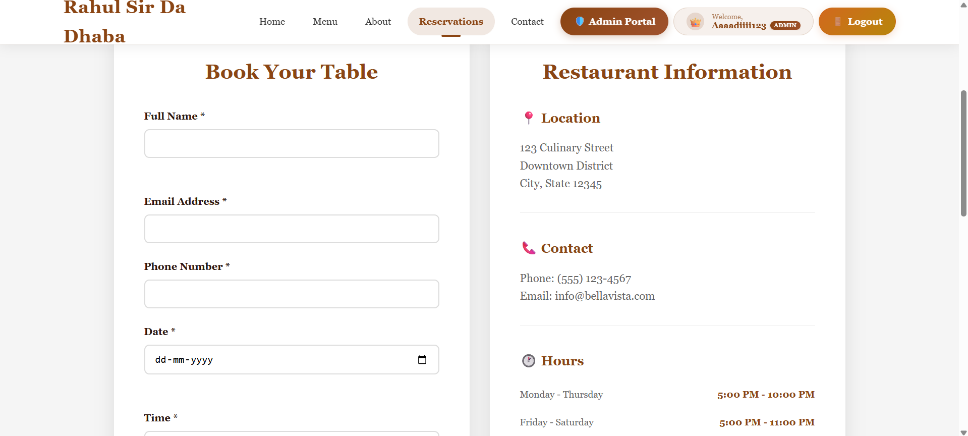 Rahul Sir Da
Dhaba
Home Menu About Reservations Contact Admin Portal Welcome, Aaaadiiii123 ADMIN Logout
Book Your Table
Full Name *
Email Address *
Phone Number *
Date *
dd-mm-yyyy
Time *
Restaurant Information
Location
123 Culinary Street
Downtown District
City, State 12345
Contact
Phone: (555) 123-4567
Email: info@bellavista.com
Hours
Monday - Thursday 5:00 PM - 10:00 PM
Friday - Saturday 5:00 PM - 11:00 PM